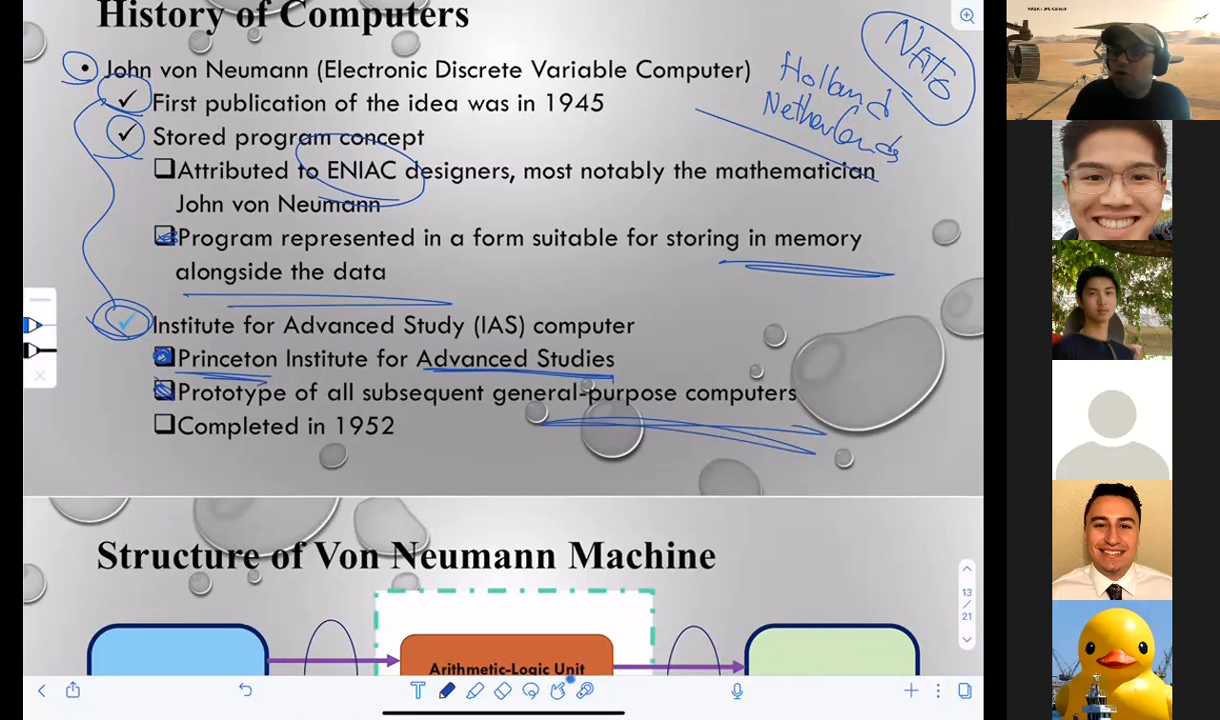 History of Computers
• John von Neumann (Electronic Discrete Variable Computer)
✓ First publication of the idea was in 1945
✓ Stored program concept
❑Attributed to ENIAC designers, most notably the mathematician
John von Neumann
❑Program represented in a form suitable for storing in memory
alongside the data
✓ Institute for Advanced Study (IAS) computer
❑Princeton Institute for Advanced Studies
❑Prototype of all subsequent general-purpose computers
❑Completed in 1952
Holland
Netherlands
Structure of Von Neumann Machine
Arithmetic-Logic Unit
13
/
21
NASA / JPL-Caltech